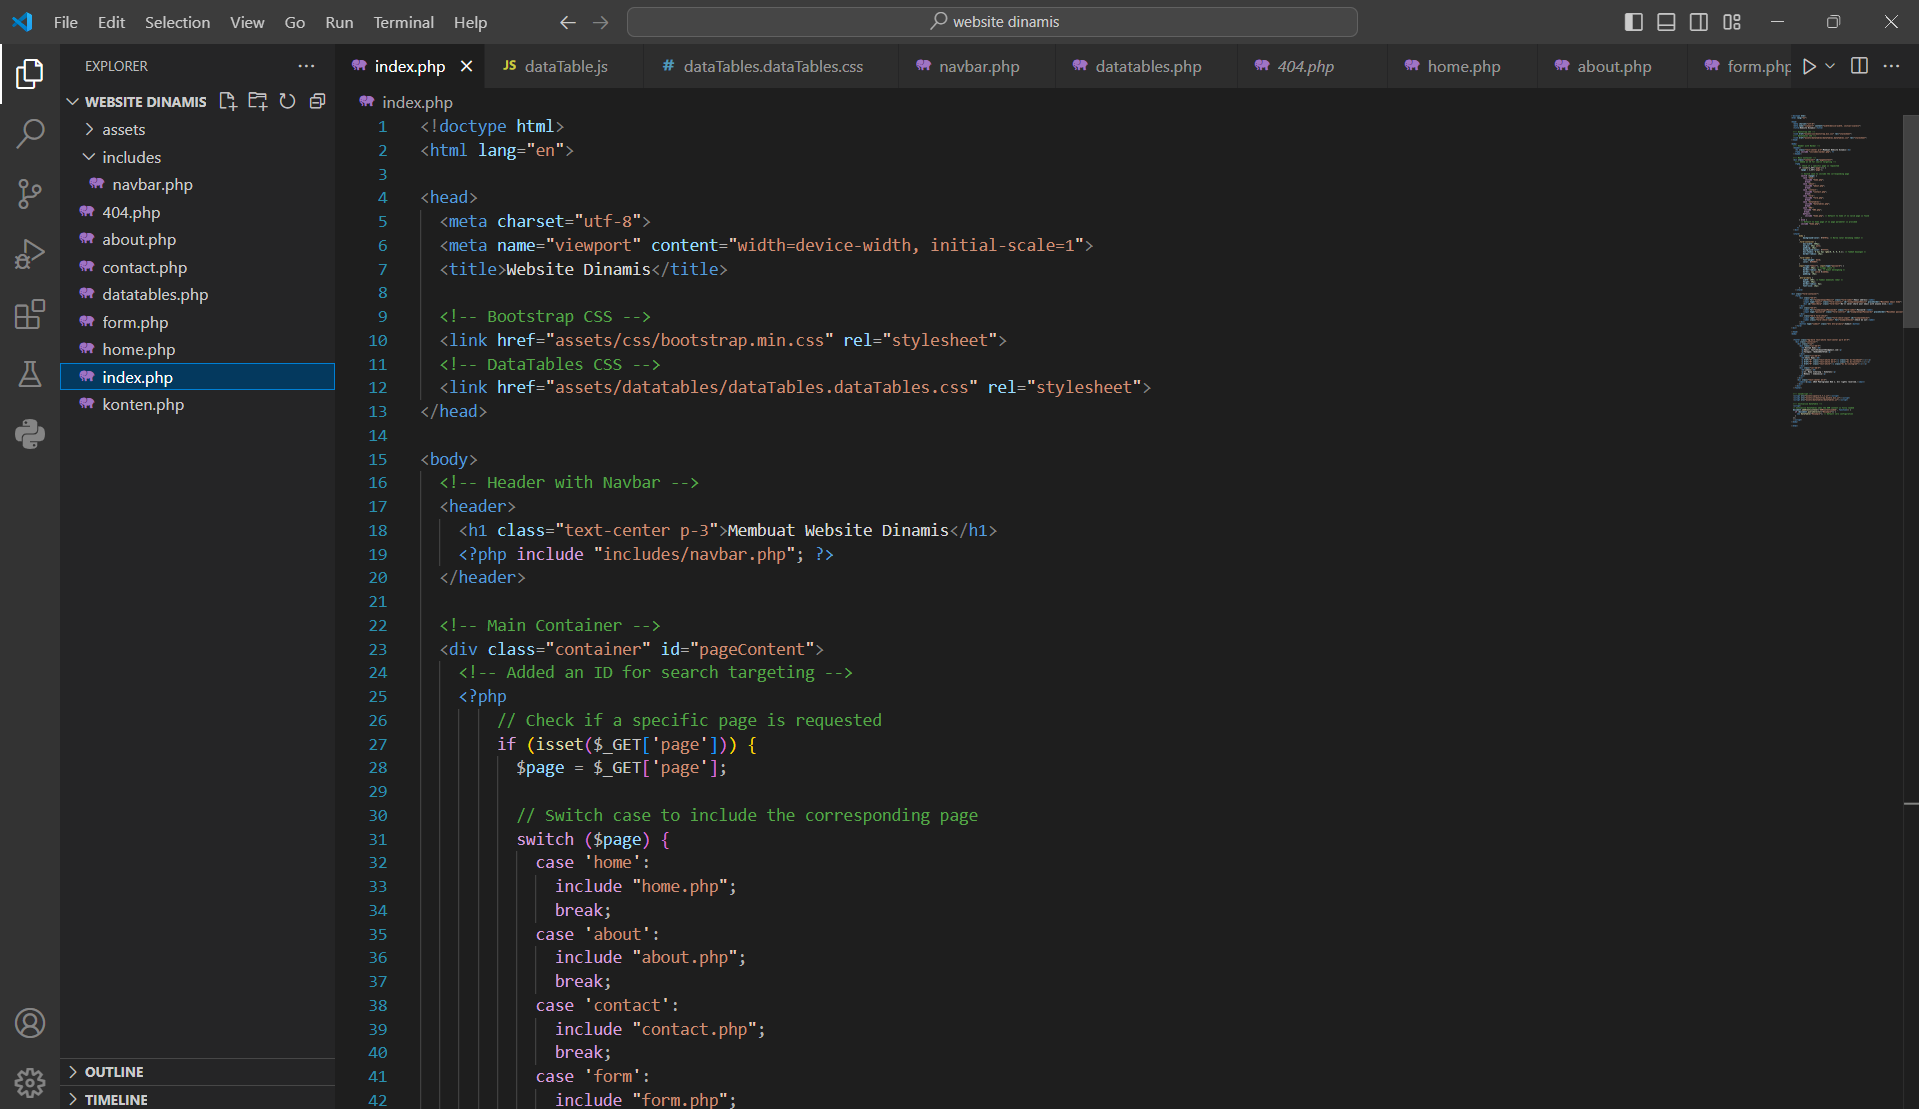 File Edit Selection View Go Run Terminal Help
website dinamis
EXPLORER
index.php
JS dataTable.js
# dataTables.dataTables.css
navbar.php
datatables.php
404.php
home.php
about.php
form.php
WEBSITE DINAMIS
assets
includes
navbar.php
404.php
about.php
contact.php
datatables.php
form.php
home.php
index.php
konten.php
OUTLINE
TIMELINE
index.php
1 <!doctype html>
2 <html lang="en">
3
4 <head>
5 <meta charset="utf-8">
6 <meta name="viewport" content="width=device-width, initial-scale=1">
7 <title>Website Dinamis</title>
8
9 <!-- Bootstrap CSS -->
10 <link href="assets/css/bootstrap.min.css" rel="stylesheet">
11 <!-- DataTables CSS -->
12 <link href="assets/datatables/dataTables.dataTables.css" rel="stylesheet">
13 </head>
14
15 <body>
16 <!-- Header with Navbar -->
17 <header>
18 <h1 class="text-center p-3">Membuat Website Dinamis</h1>
19 <?php include "includes/navbar.php"; ?>
20 </header>
21
22 <!-- Main Container -->
23 <div class="container" id="pageContent">
24 <!-- Added an ID for search targeting -->
25 <?php
26 // Check if a specific page is requested
27 if (isset($_GET['page'])) {
28 $page = $_GET['page'];
29
30 // Switch case to include the corresponding page
31 switch ($page) {
32 case 'home':
33 include "home.php";
34 break;
35 case 'about':
36 include "about.php";
37 break;
38 case 'contact':
39 include "contact.php";
40 break;
41 case 'form':
42 include "form.php";